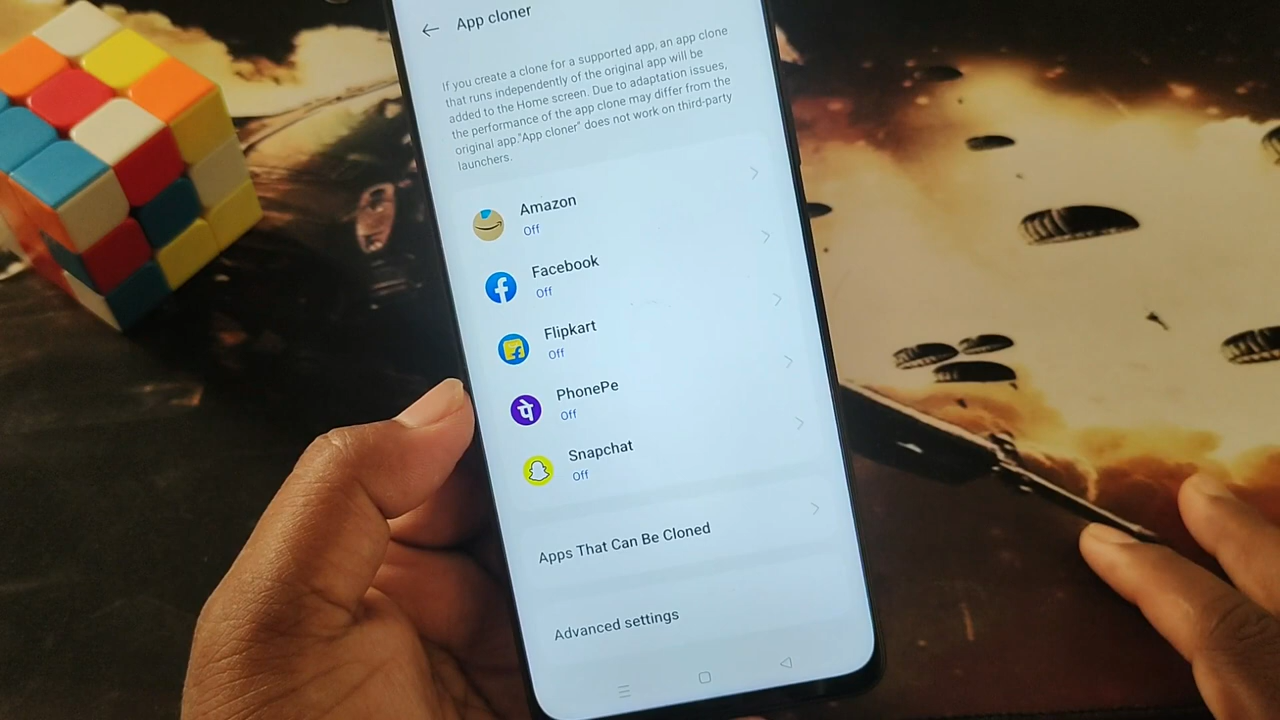 App cloner
If you create a clone for a supported app, an app clone
that runs independently of the original app will be
added to the Home screen. Due to adaptation issues,
the performance of the app clone may differ from the
original app."App cloner" does not work on third-party
launchers.
Amazon
Off
Facebook
Off
Flipkart
Off
पे
PhonePe
Off
Snapchat
Off
Apps That Can Be Cloned
Advanced settings